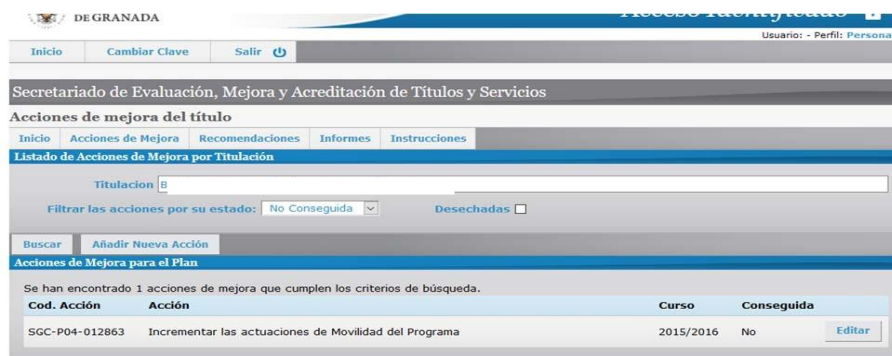 DE GRANADA
Acceso Identificado
Usuario: - Perfil: Persona
Inicio Cambiar Clave Salir
Secretariado de Evaluación, Mejora y Acreditación de Títulos y Servicios
Acciones de mejora del título
Inicio Acciones de Mejora Recomendaciones Informes Instrucciones
Listado de Acciones de Mejora por Titulación
Titulacion B
Filtrar las acciones por su estado: No Conseguida Desechadas
Buscar Añadir Nueva Acción
Acciones de Mejora para el Plan
Se han encontrado 1 acciones de mejora que cumplen los criterios de búsqueda.
Cod. Acción Acción Curso Conseguida
SGC-P04-012863 Incrementar las actuaciones de Movilidad del Programa 2015/2016 No Editar